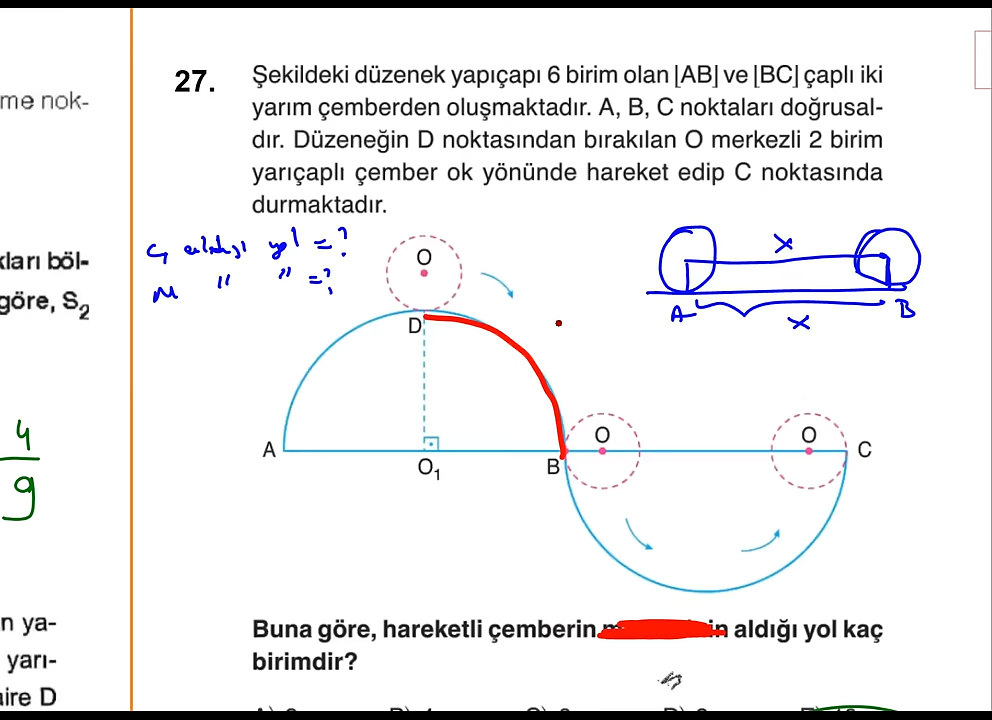 me nok-
kları böl-
göre, S2
4
9
n ya-
yarı-
aire D
27. Şekildeki düzenek yapıçapı 6 birim olan [AB] ve [BC] çaplı iki
yarım çemberden oluşmaktadır. A, B, C noktaları doğrusal-
dır. Düzeneğin D noktasından bırakılan O merkezli 2 birim
yarıçaplı çember ok yönünde hareket edip C noktasında
durmaktadır.
Ç aldığı yol = ?
M " " = ?
x
A B
x
O
D
O O
A B C
O1
Buna göre, hareketli çemberin in aldığı yol kaç
birimdir?